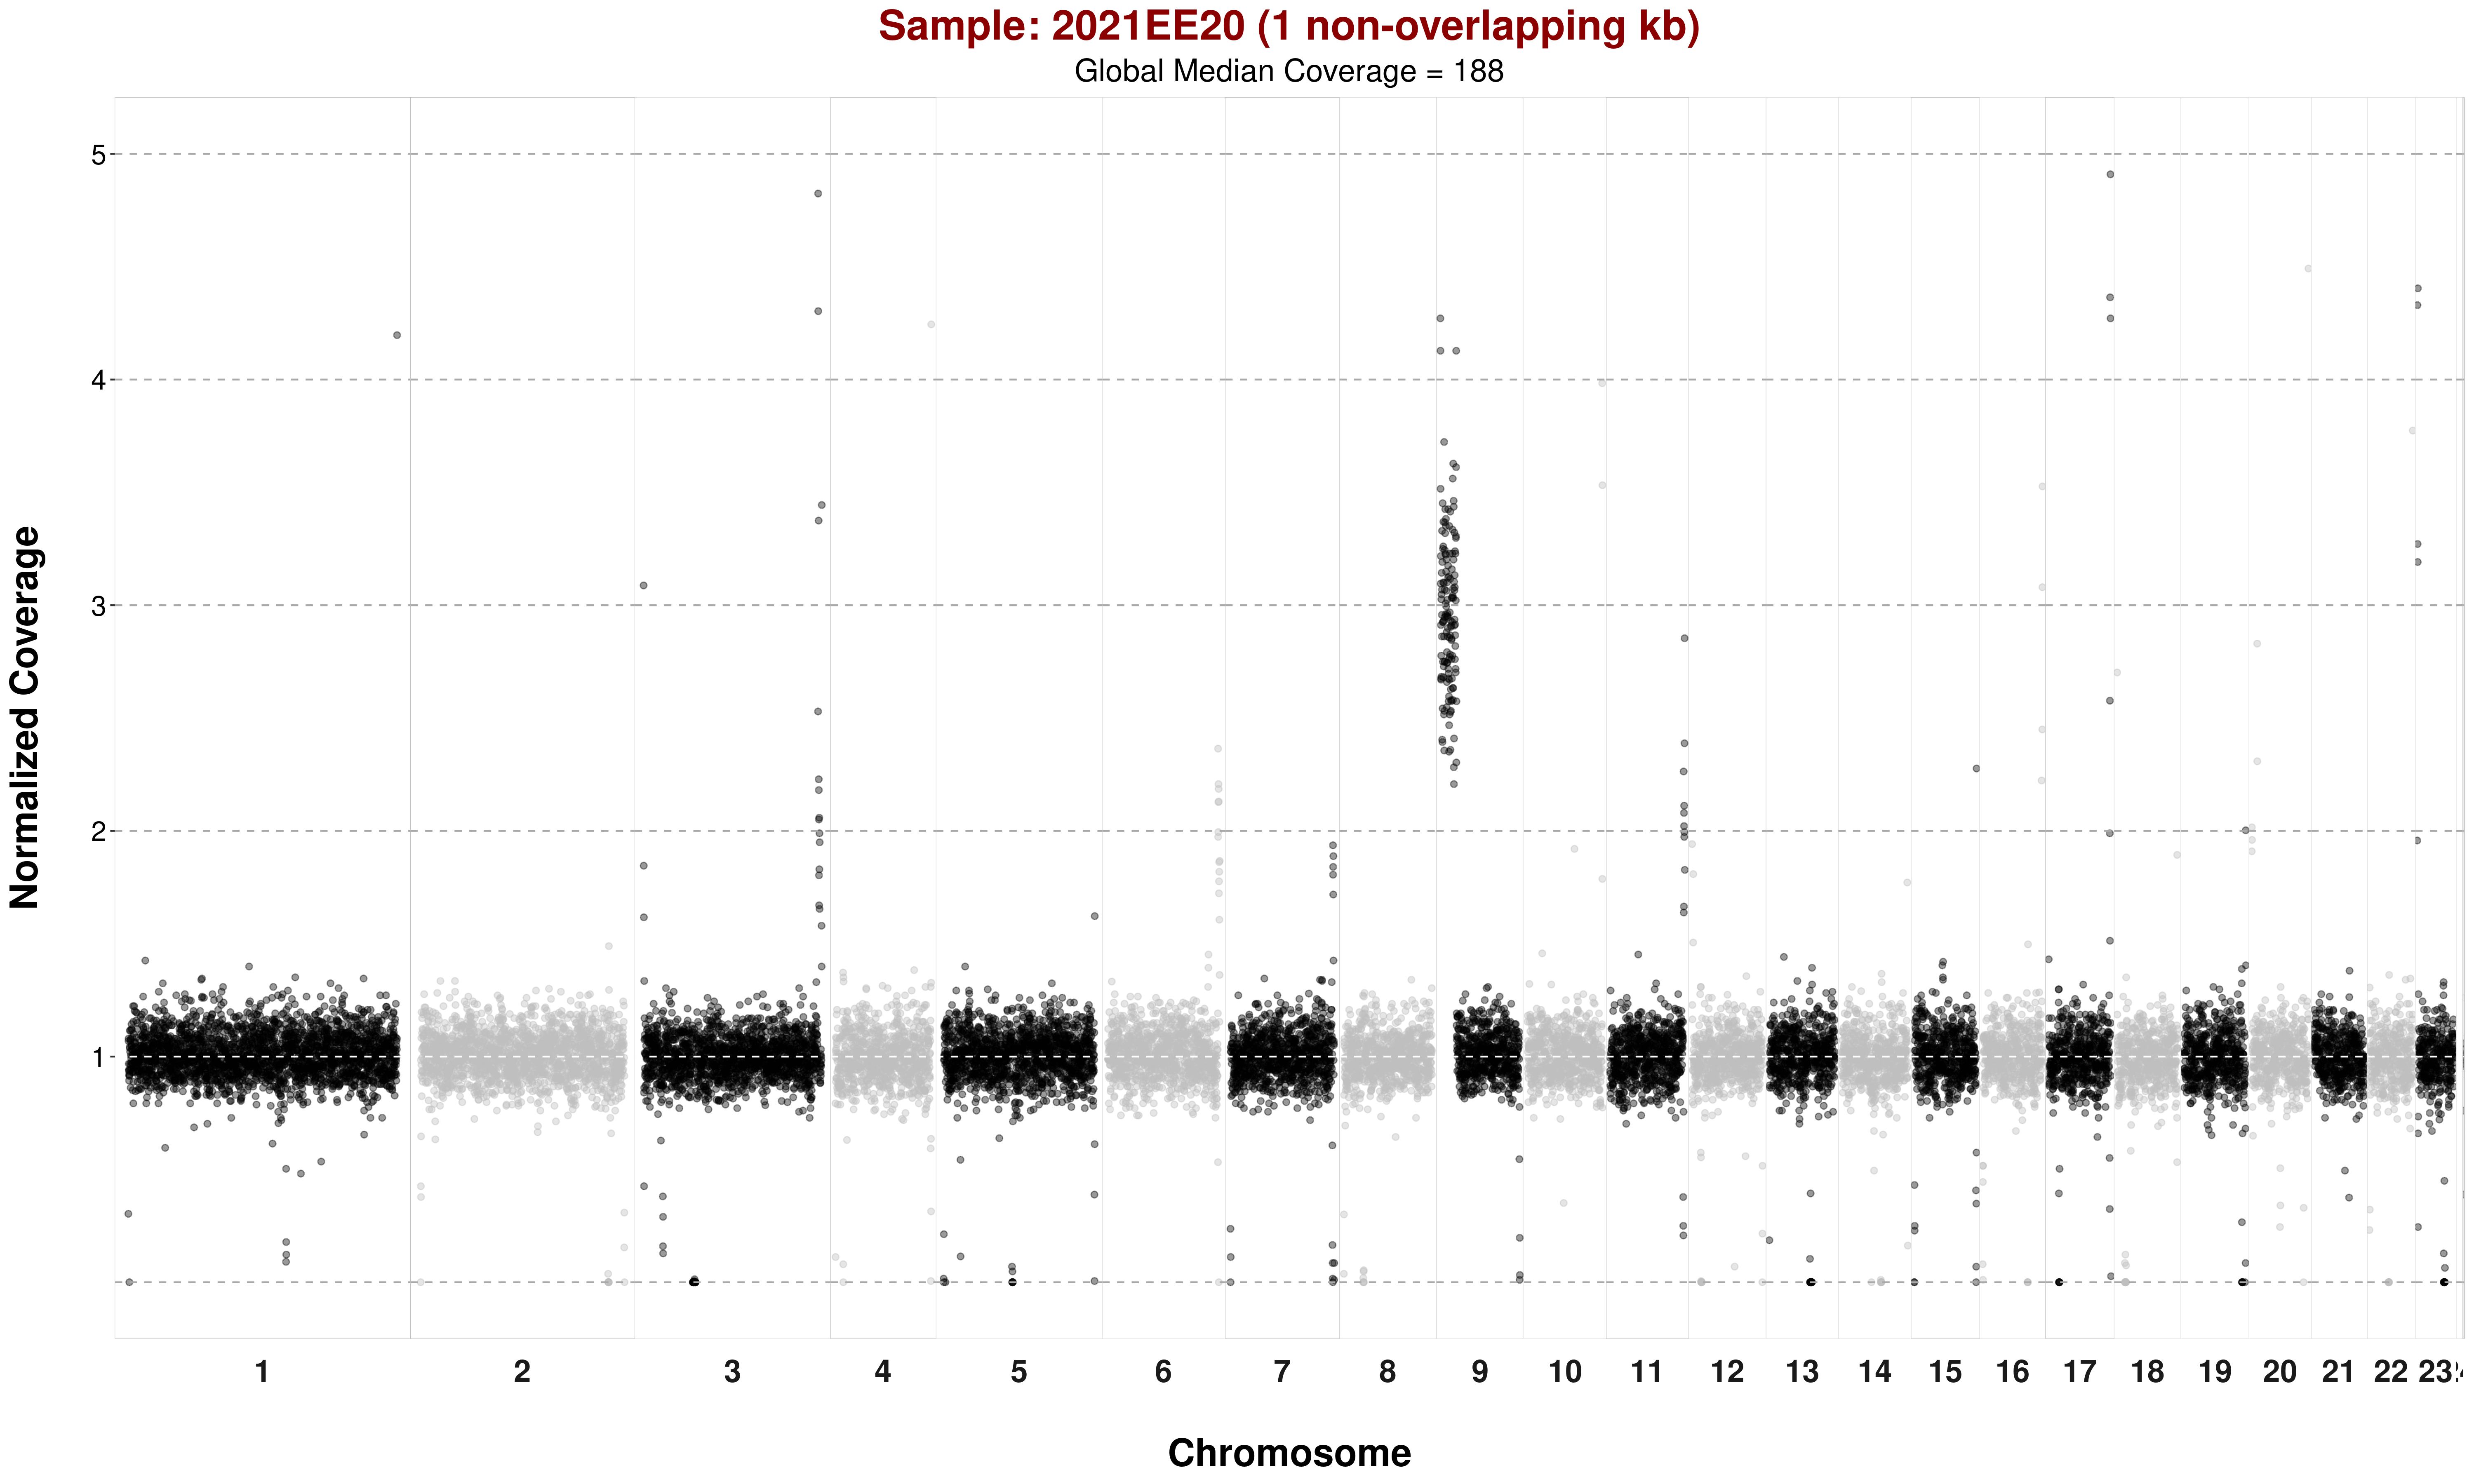 Sample: 2021EE20 (1 non-overlapping kb)
Global Median Coverage = 188
Normalized Coverage
5
4
3
2
1
1 2 3 4 5 6 7 8 9 10 11 12 13 14 15 16 17 18 19 20 21 22 23
Chromosome